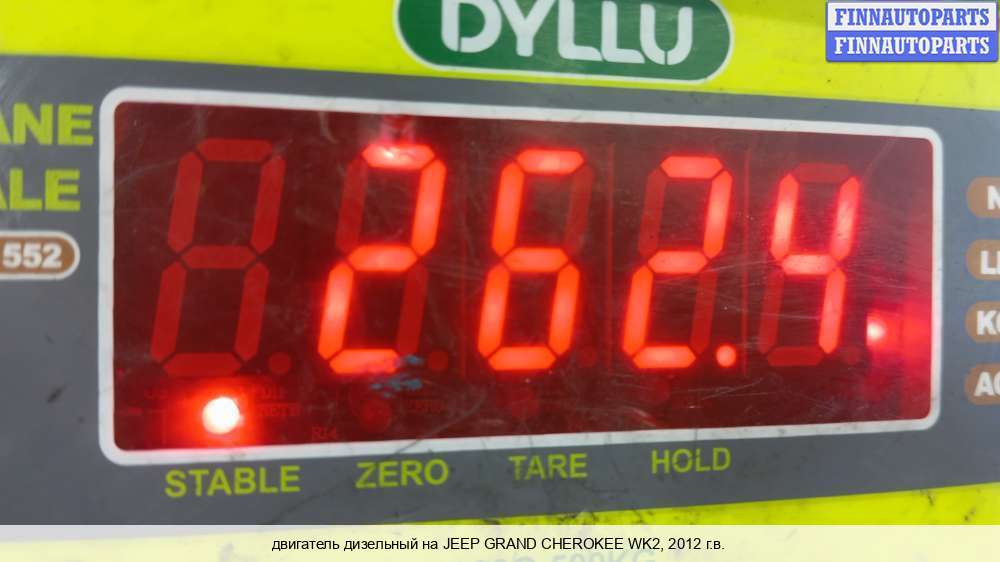 DYLLU
FINNAUTOPARTS
FINNAUTOPARTS
ANE
ALE
552
262.4
STABLE
ZERO
TARE
HOLD
двигатель дизельный на JEEP GRAND CHEROKEE WK2, 2012 г.в.